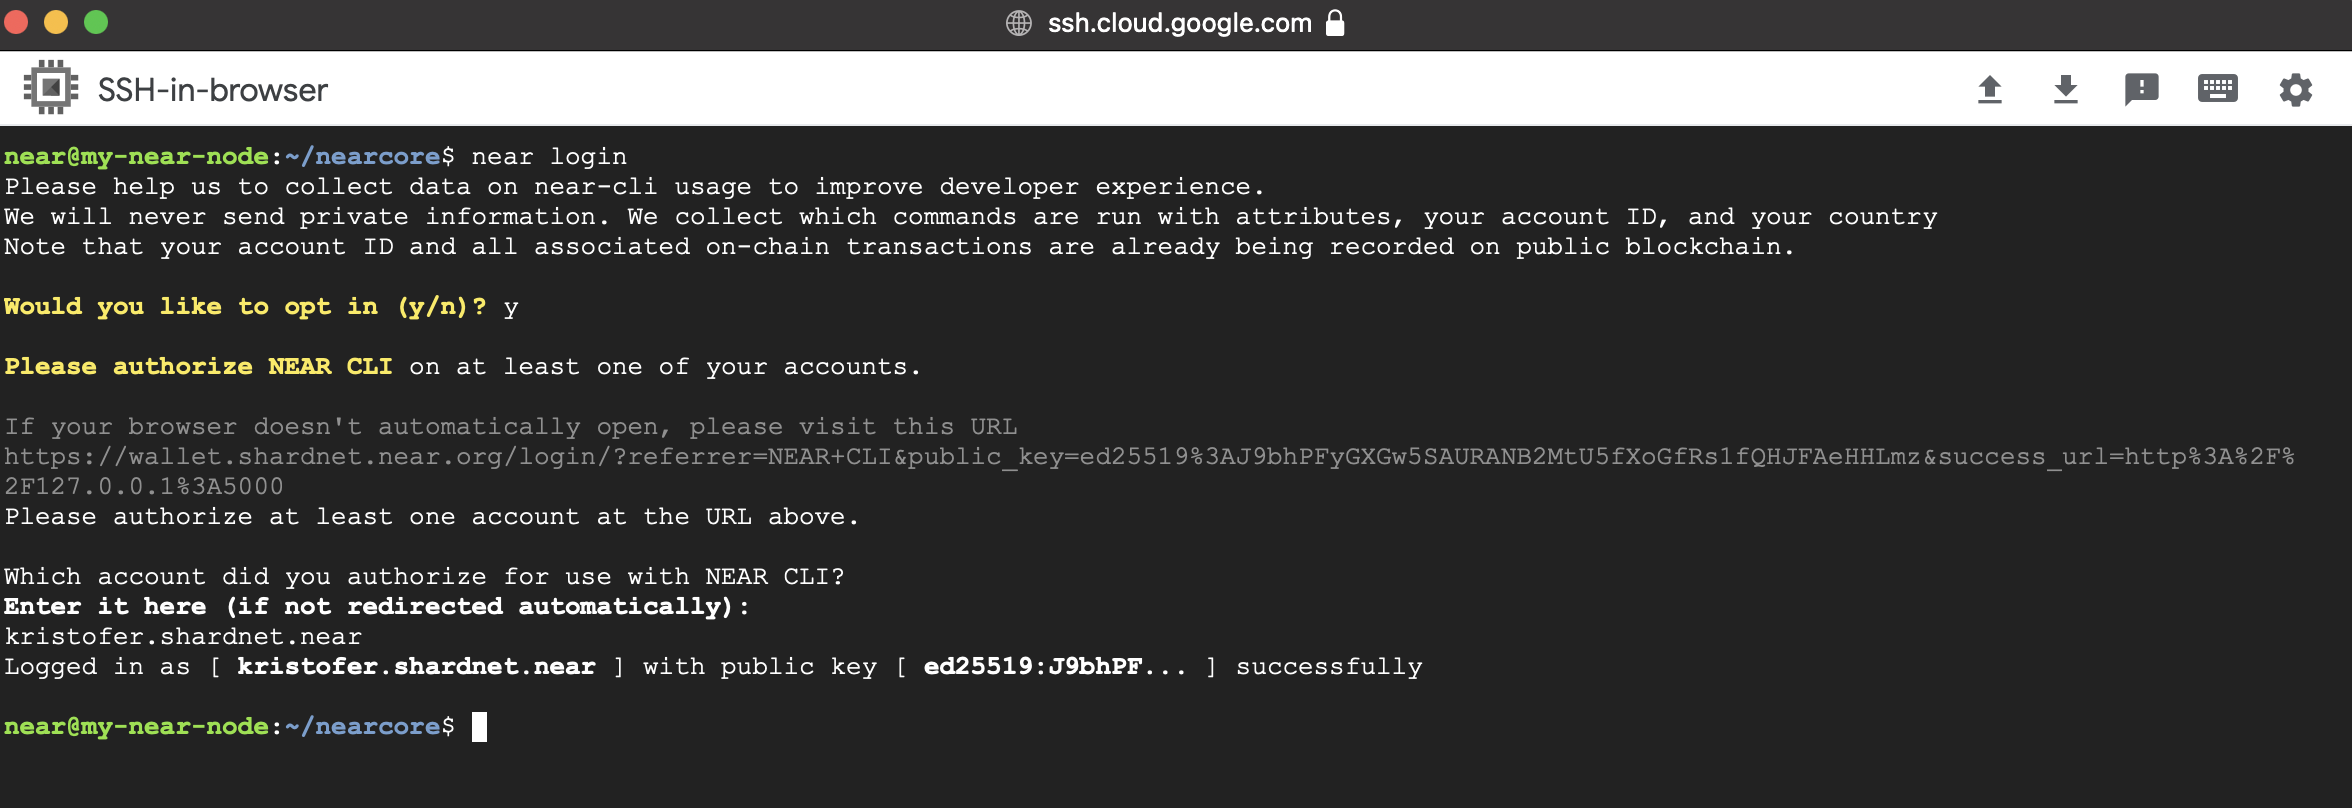 ssh.cloud.google.com
SSH-in-browser
near@my-near-node:~/nearcore$ near login
Please help us to collect data on near-cli usage to improve developer experience.
We will never send private information. We collect which commands are run with attributes, your account ID, and your country
Note that your account ID and all associated on-chain transactions are already being recorded on public blockchain.
Would you like to opt in (y/n)? y
Please authorize NEAR CLI on at least one of your accounts.
If your browser doesn't automatically open, please visit this URL
https://wallet.shardnet.near.org/login/?referrer=NEAR+CLI&public_key=ed25519%3AJ9bhPFyGXGw5SAURANB2MtU5fXoGfRs1fQHJFAeHHLmz&success_url=http%3A%2F%
2F127.0.0.1%3A5000
Please authorize at least one account at the URL above.
Which account did you authorize for use with NEAR CLI?
Enter it here (if not redirected automatically):
kristofer.shardnet.near
Logged in as [ kristofer.shardnet.near ] with public key [ ed25519:J9bhPF... ] successfully
near@my-near-node:~/nearcore$